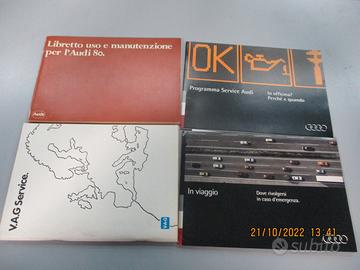 Libretto uso e manutenzione
per l'Audi 80.
Audi
OK
Programma Service Audi
In officina?
Perché e quando
V.A.G Service.
In viaggio
Dove rivolgersi
in caso d'emergenza.
21/10/2022 13:41
subito